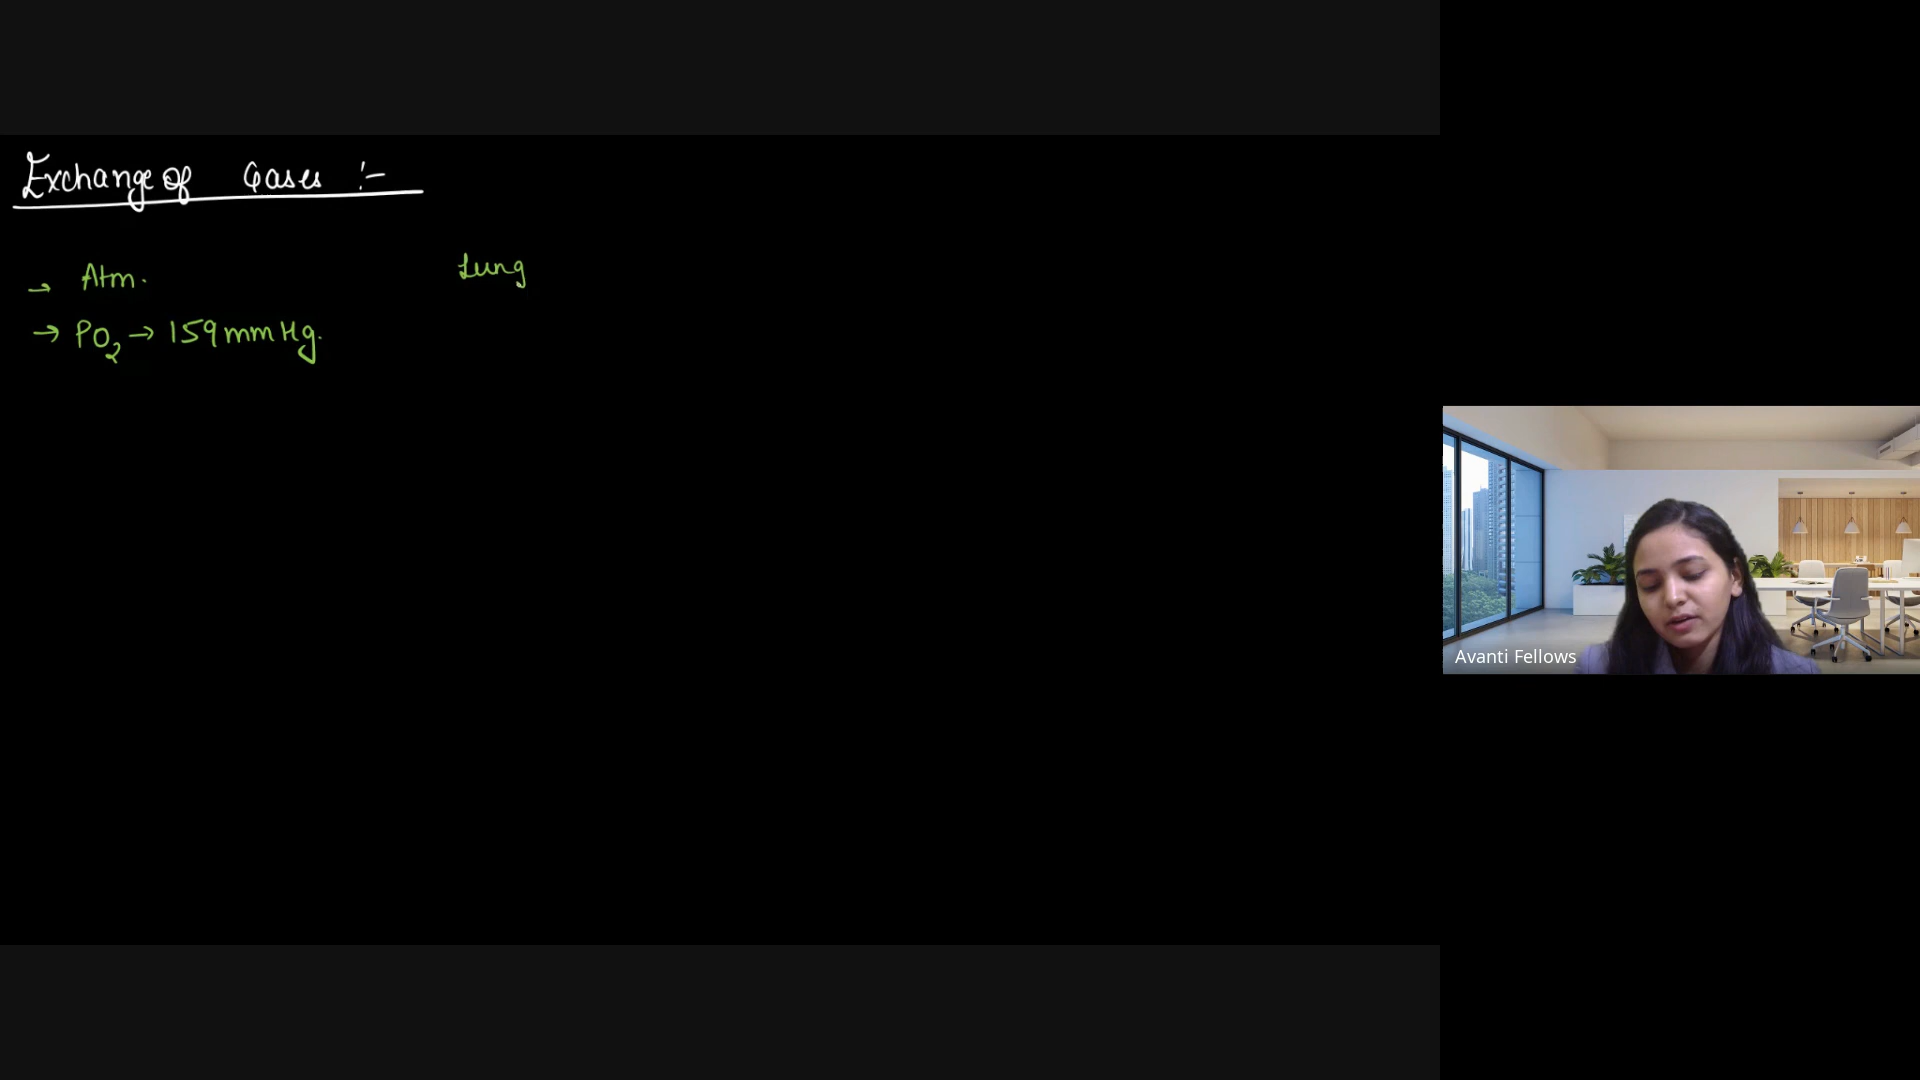 Exchange of Gases :-
→ Atm. Lung
→ PO₂ → 159 mm Hg.
Avanti Fellows